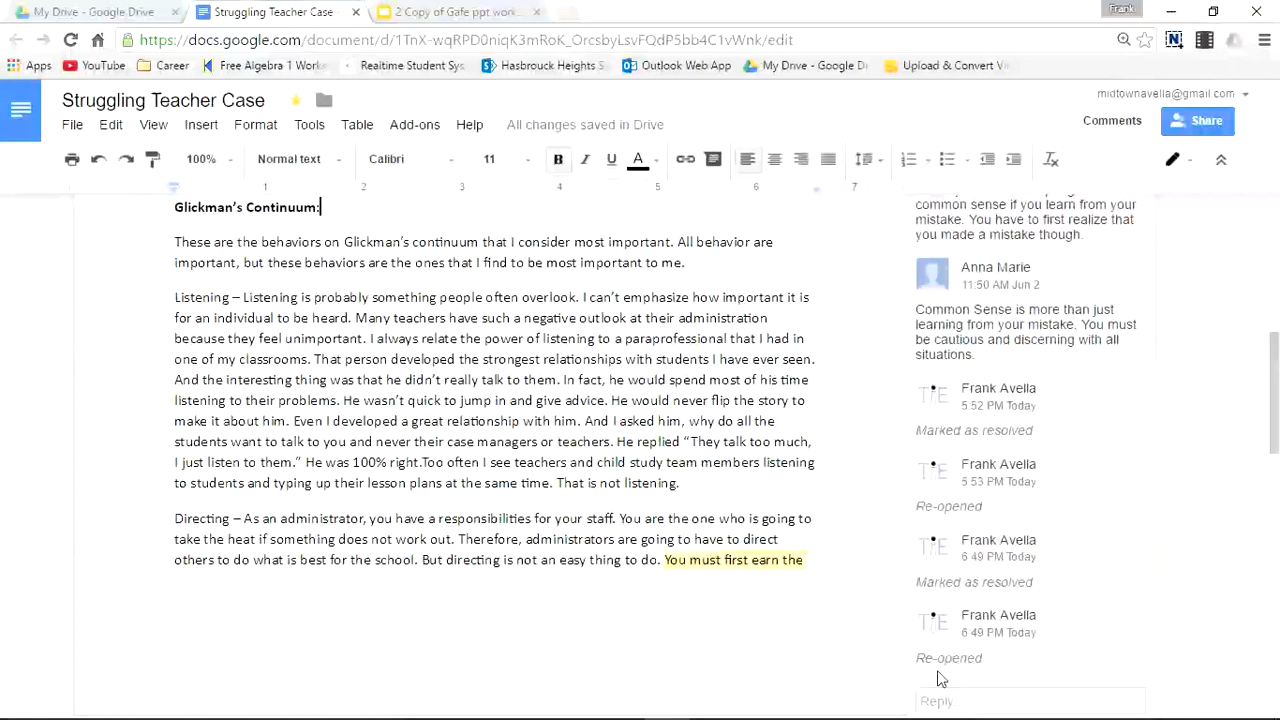 My Drive - Google Drive
Struggling Teacher Case
2 Copy of Gafe ppt work
Frank
https://docs.google.com/document/d/1TnX-wqRPD0niqK3mRoK_OrcsbyLsvFQdP5bb4C1vWnk/edit
Apps YouTube Career Free Algebra 1 Works Realtime Student Sys Hasbrouck Heights S Outlook Web App My Drive - Google Dr Upload & Convert Vi
Struggling Teacher Case
midtownavella@gmail.com
File Edit View Insert Format Tools Table Add-ons Help All changes saved in Drive
Comments Share
100% Normal text Calibri 11 B I U A
1 2 3 4 5 6 7
Glickman's Continuum:
These are the behaviors on Glickman's continuum that I consider most important. All behavior are
important, but these behaviors are the ones that I find to be most important to me.
Listening – Listening is probably something people often overlook. I can't emphasize how important it is
for an individual to be heard. Many teachers have such a negative outlook at their administration
because they feel unimportant. I always relate the power of listening to a paraprofessional that I had in
one of my classrooms. That person developed the strongest relationships with students I have ever seen.
And the interesting thing was that he didn't really talk to them. In fact, he would spend most of his time
listening to their problems. He wasn't quick to jump in and give advice. He would never flip the story to
make it about him. Even I developed a great relationship with him. And I asked him, why do all the
students want to talk to you and never their case managers or teachers. He replied "They talk too much,
I just listen to them." He was 100% right.Too often I see teachers and child study team members listening
to students and typing up their lesson plans at the same time. That is not listening.
Directing – As an administrator, you have a responsibilities for your staff. You are the one who is going to
take the heat if something does not work out. Therefore, administrators are going to have to direct
others to do what is best for the school. But directing is not an easy thing to do. You must first earn the
common sense if you learn from your
mistake. You have to first realize that
you made a mistake though.
Anna Marie
11:50 AM Jun 2
Common Sense is more than just
learning from your mistake. You must
be cautious and discerning with all
situations.
Frank Avella
5:52 PM Today
Marked as resolved
Frank Avella
5:53 PM Today
Re-opened
Frank Avella
6:49 PM Today
Marked as resolved
Frank Avella
6:49 PM Today
Re-opened
Reply...